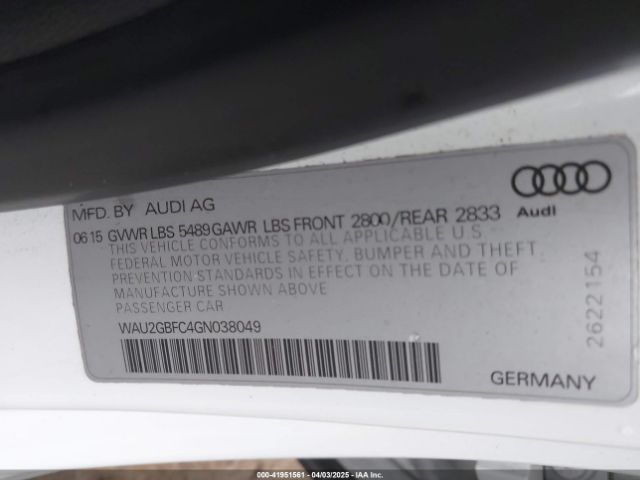 MFD. BY AUDI AG
Audi
06 15 GVWR LBS 5489 GAWR LBS FRONT 2800/REAR 2833
THIS VEHICLE CONFORMS TO ALL APPLICABLE U.S.
FEDERAL MOTOR VEHICLE SAFETY, BUMPER AND THEFT
PREVENTION STANDARDS IN EFFECT ON THE DATE OF
MANUFACTURE SHOWN ABOVE
PASSENGER CAR
WAU2GBFC4GN038049
2622154
GERMANY
000-41951561 - 04/03/2025 - IAA Inc.